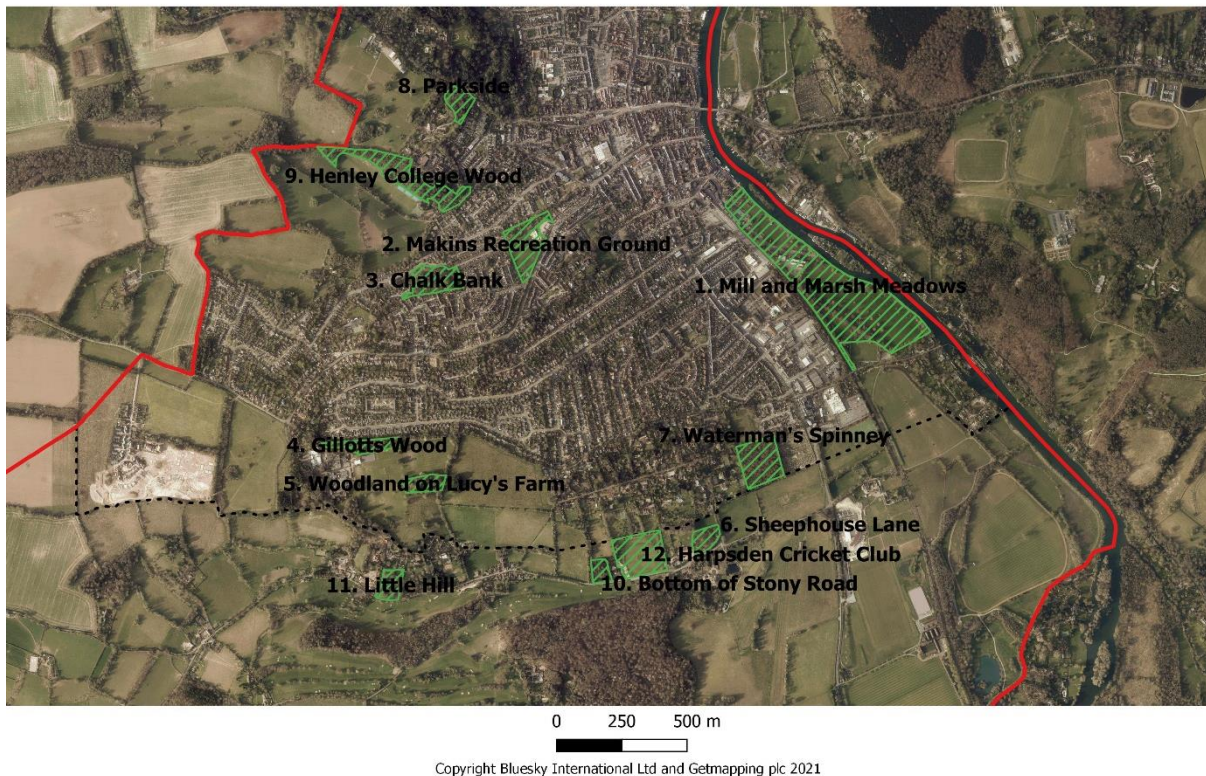 8. Parkside
9. Henley College Wood
2. Makins Recreation Ground
3. Chalk Bank
1. Mill and Marsh Meadows
7. Waterman's Spinney
4. Gillotts Wood
5. Woodland on Lucy's Farm
6. Sheephouse Lane
12. Harpsden Cricket Club
11. Little Hill
10. Bottom of Stony Road
0 250 500 m
Copyright Bluesky International Ltd and Getmapping plc 2021